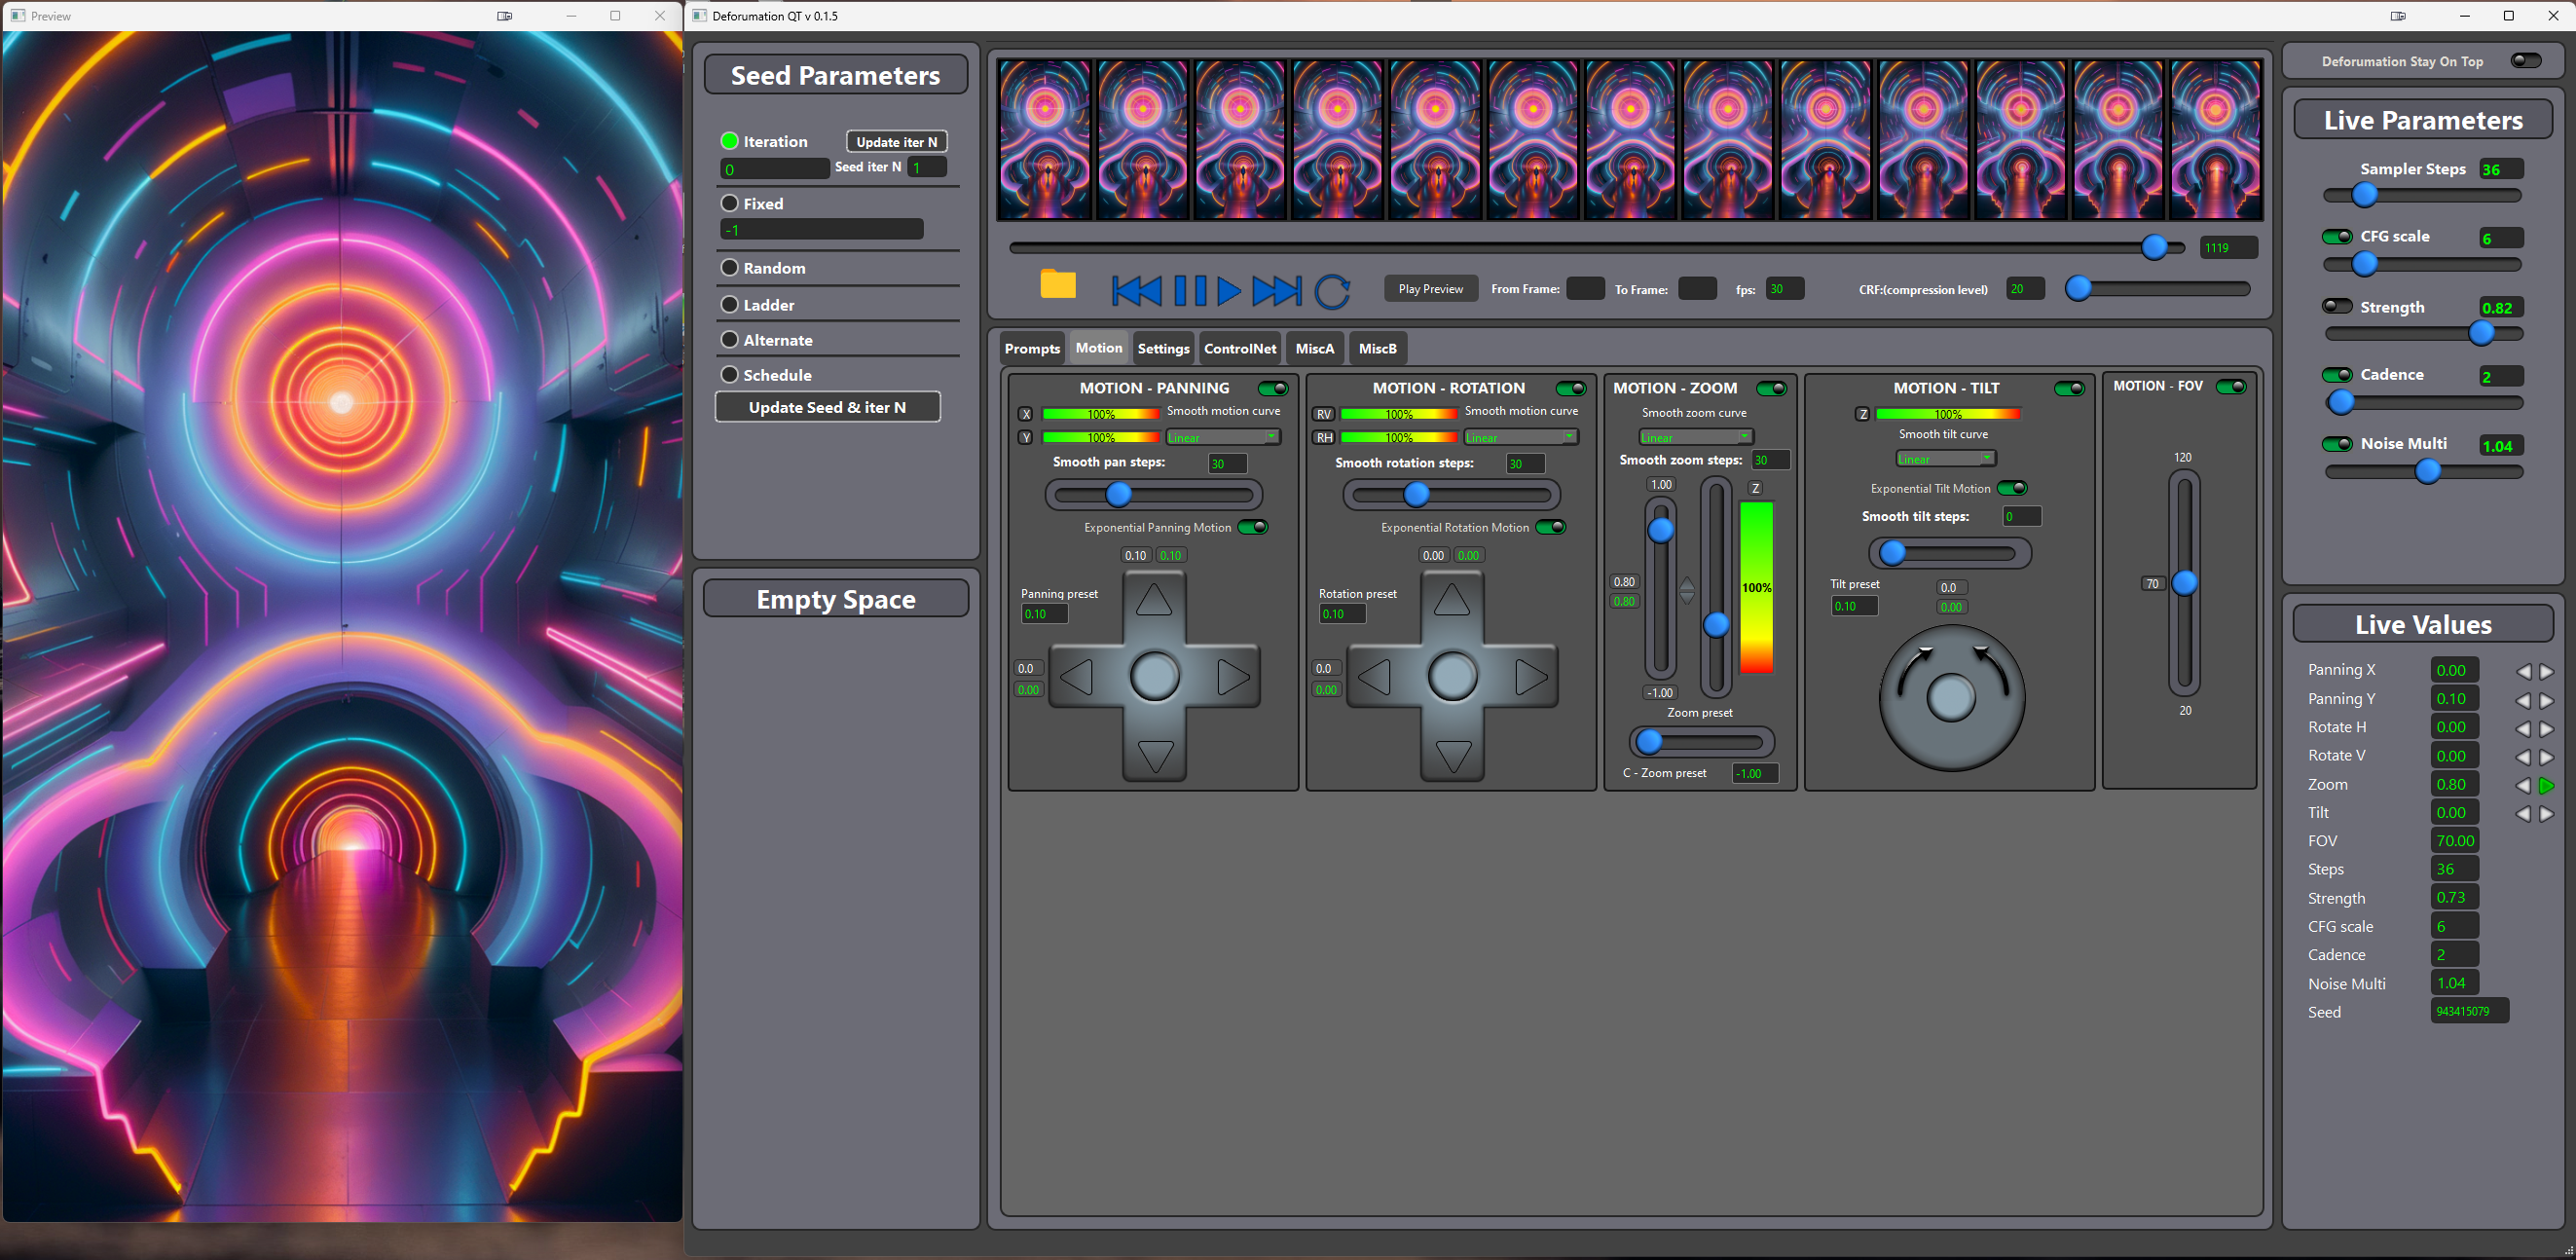 Preview
Deforumation QT v 0.1.5
Seed Parameters
Iteration
Update iter N
0
Seed iter N
1
Fixed
-1
Random
Ladder
Alternate
Schedule
Update Seed & iter N
Empty Space
1119
Play Preview
From Frame:
To Frame:
fps:
30
CRF:(compression level)
20
Prompts
Motion
Settings
ControlNet
MiscA
MiscB
MOTION - PANNING
X
100%
Smooth motion curve
Y
100%
Linear
Smooth pan steps:
30
Exponential Panning Motion
0.10
0.10
Panning preset
0.10
0.0
0.00
MOTION - ROTATION
RV
100%
Smooth motion curve
RH
100%
Linear
Smooth rotation steps:
30
Exponential Rotation Motion
0.00
0.00
Rotation preset
0.10
0.0
0.00
MOTION - ZOOM
Smooth zoom curve
Linear
Smooth zoom steps:
30
1.00
Z
0.80
0.80
100%
-1.00
Zoom preset
C - Zoom preset
-1.00
MOTION - TILT
Z
100%
Smooth tilt curve
Linear
Exponential Tilt Motion
Smooth tilt steps:
0
Tilt preset
0.10
0.0
0.00
MOTION - FOV
120
70
20
Deforumation Stay On Top
Live Parameters
Sampler Steps
36
CFG scale
6
Strength
0.82
Cadence
2
Noise Multi
1.04
Live Values
Panning X
0.00
Panning Y
0.10
Rotate H
0.00
Rotate V
0.00
Zoom
0.80
Tilt
0.00
FOV
70.00
Steps
36
Strength
0.73
CFG scale
6
Cadence
2
Noise Multi
1.04
Seed
943415079